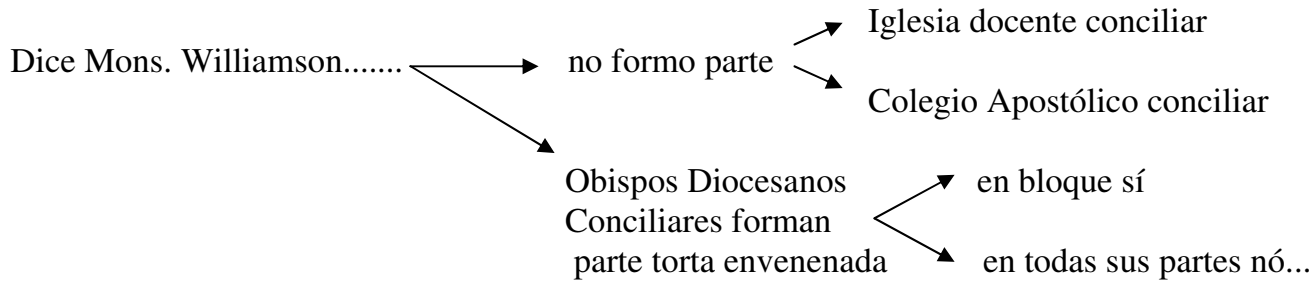 Iglesia docente conciliar
Dice Mons. Williamson....... no formo parte
Colegio Apostólico conciliar
Obispos Diocesanos en bloque sí
Conciliares forman
parte torta envenenada en todas sus partes nó...